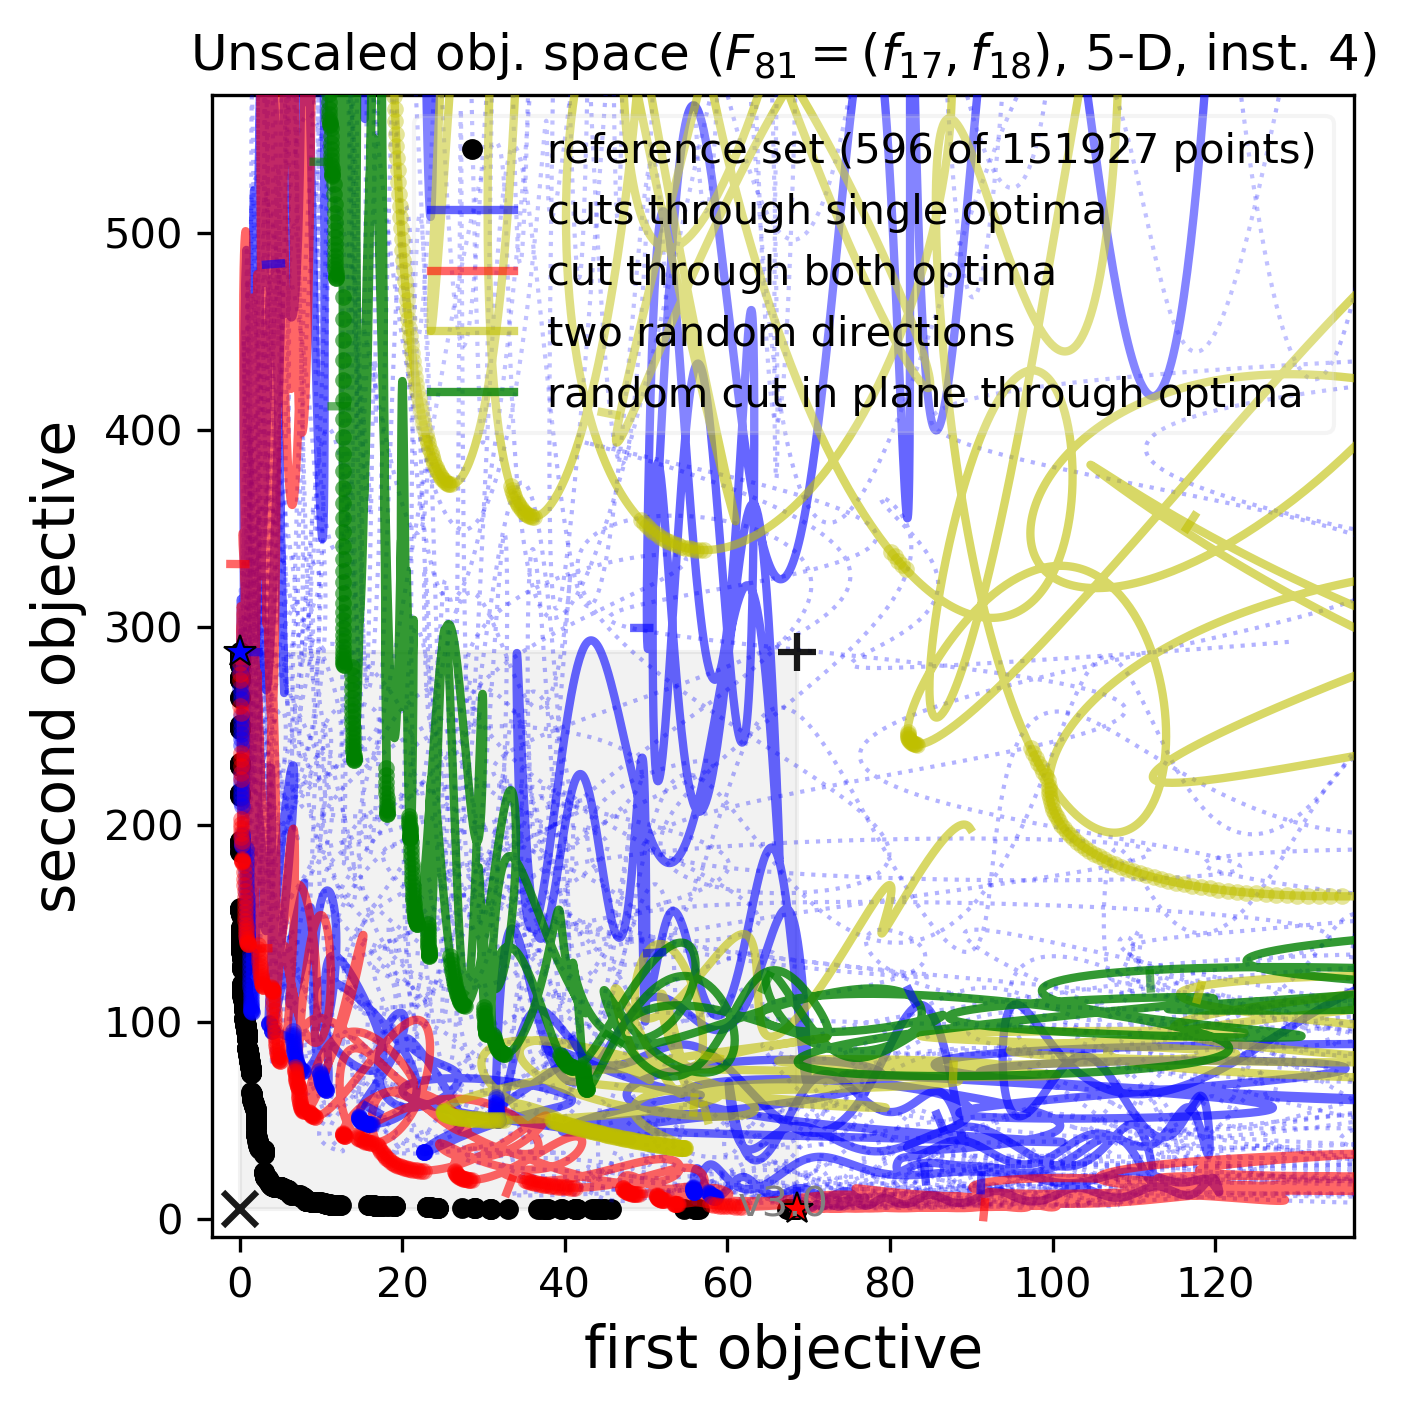 Unscaled obj. space (F₈₁ = (f₁₇, f₁₈), 5-D, inst. 4)
reference set (596 of 151927 points)
cuts through single optima
cut through both optima
two random directions
random cut in plane through optima
second objective
500
400
300
200
100
0
v3.0
0 20 40 60 80 100 120
first objective